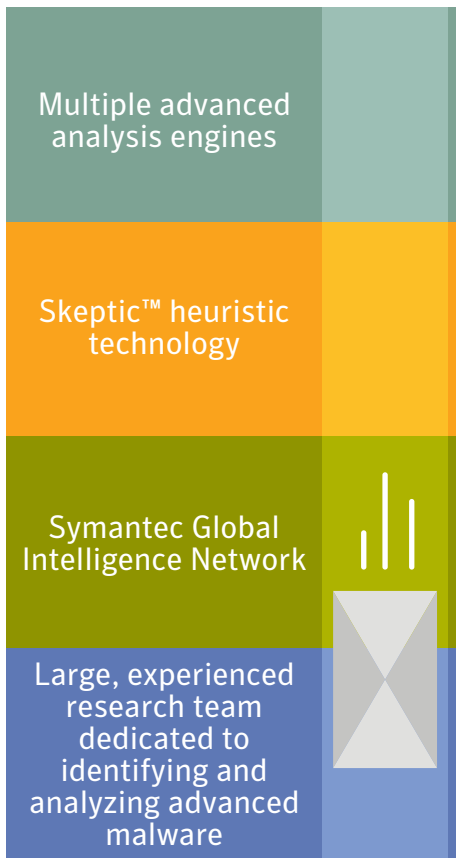 Multiple advanced
analysis engines
Skeptic™ heuristic
technology
Symantec Global
Intelligence Network
Large, experienced
research team
dedicated to
identifying and
analyzing advanced
malware